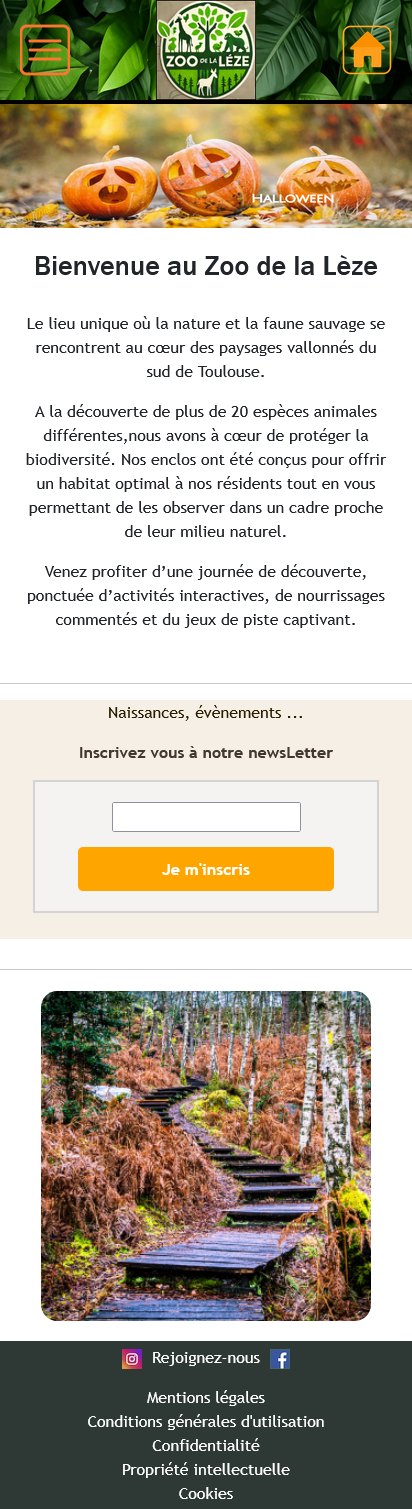 ZOO
DE LA
LÈZE
HALLOWEEN
Bienvenue au Zoo de la Lèze
Le lieu unique où la nature et la faune sauvage se
rencontrent au cœur des paysages vallonnés du
sud de Toulouse.
A la découverte de plus de 20 espèces animales
différentes,nous avons à cœur de protéger la
biodiversité. Nos enclos ont été conçus pour offrir
un habitat optimal à nos résidents tout en vous
permettant de les observer dans un cadre proche
de leur milieu naturel.
Venez profiter d’une journée de découverte,
ponctuée d’activités interactives, de nourrissages
commentés et du jeux de piste captivant.
Naissances, évènements ...
Inscrivez vous à notre newsLetter
Je m'inscris
Rejoignez-nous
Mentions légales
Conditions générales d'utilisation
Confidentialité
Propriété intellectuelle
Cookies